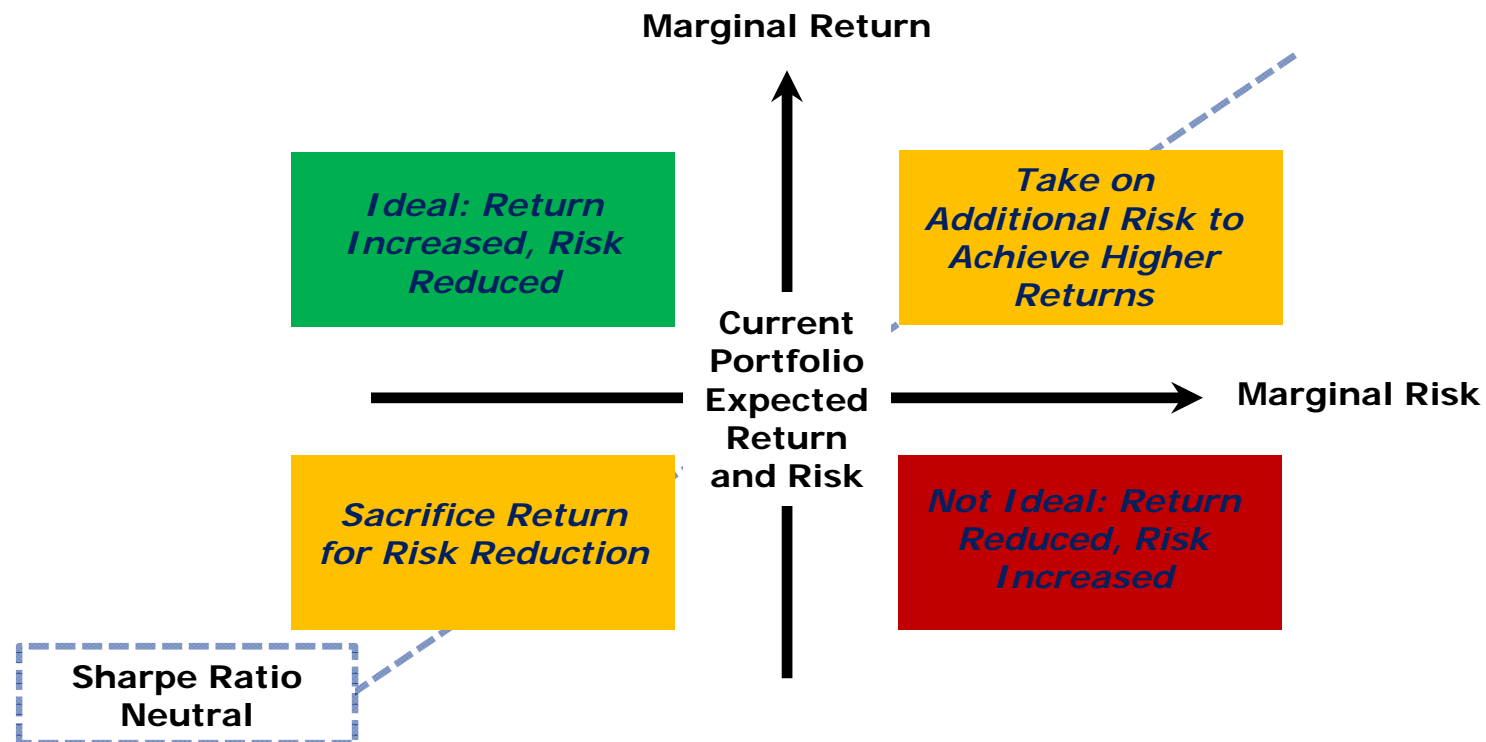 Marginal Return
Ideal: Return
Increased, Risk
Reduced
Take on
Additional Risk to
Achieve Higher
Returns
Current
Portfolio
Expected
Return
and Risk
Marginal Risk
Sacrifice Return
for Risk Reduction
Not Ideal: Return
Reduced, Risk
Increased
Sharpe Ratio
Neutral